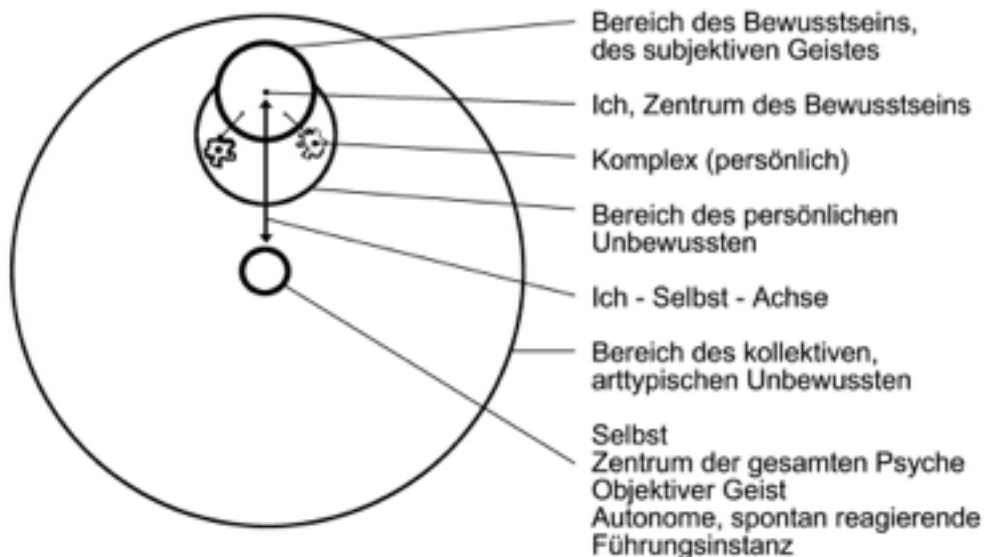 Bereich des Bewusstseins,
des subjektiven Geistes
Ich, Zentrum des Bewusstseins
Komplex (persönlich)
Bereich des persönlichen
Unbewussten
Ich - Selbst - Achse
Bereich des kollektiven,
arttypischen Unbewussten
Selbst
Zentrum der gesamten Psyche
Objektiver Geist
Autonome, spontan reagierende
Führungsinstanz